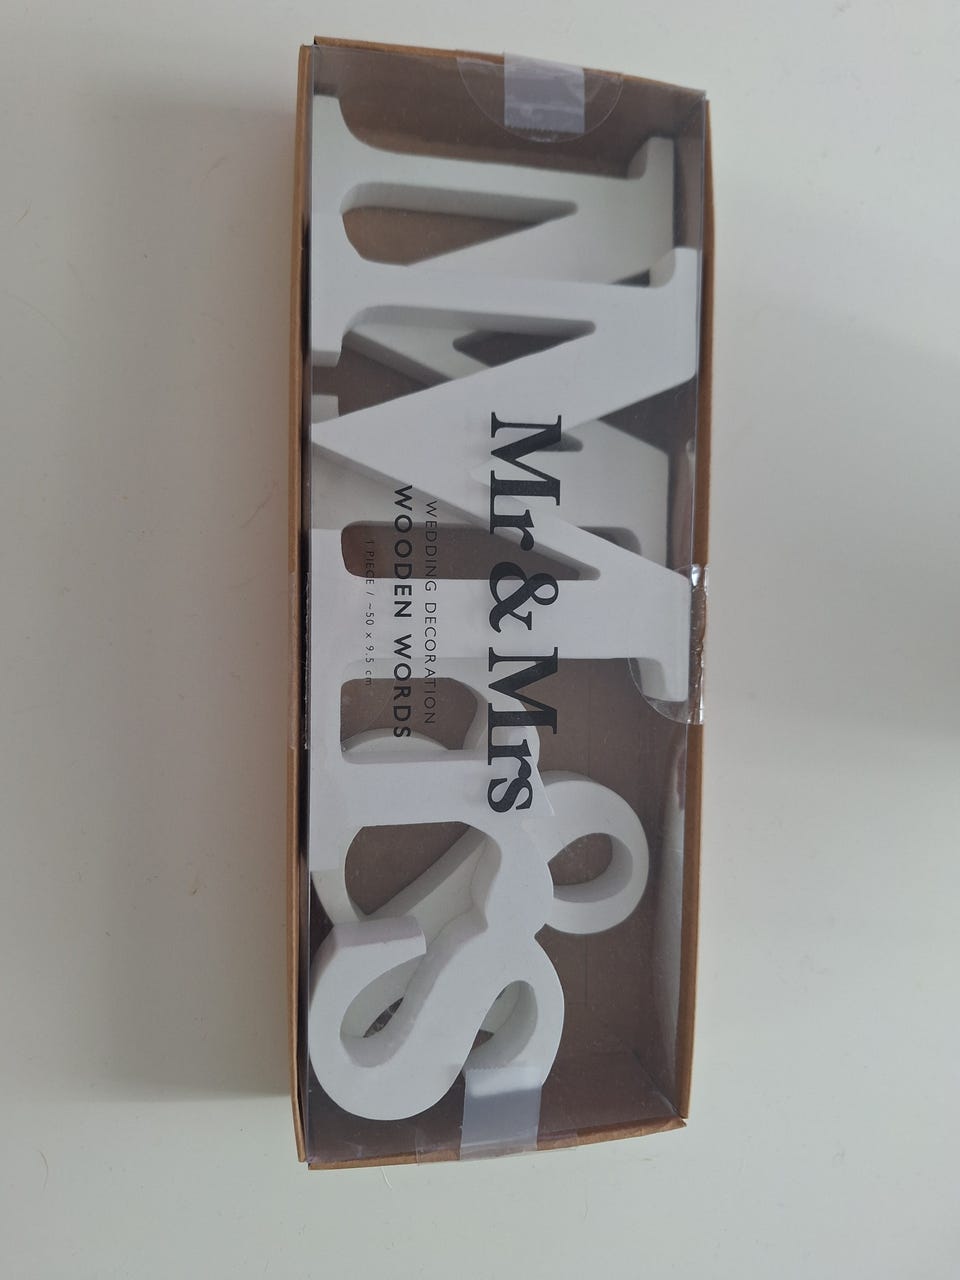 Mr & Mrs
WEDDING DECORATION
WOODEN WORDS
1 PIECE / ~50 x 9,5 cm